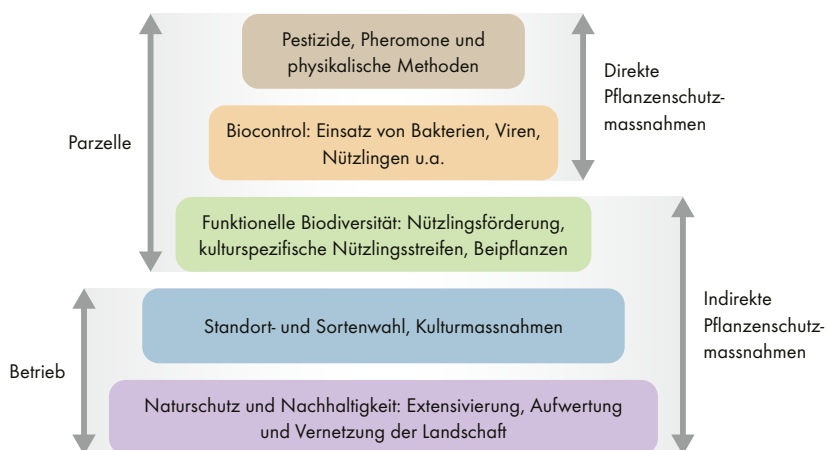 Pestizide, Pheromone und
physikalische Methoden
Direkte
Pflanzenschutz-
massnahmen
Parzelle
Biocontrol: Einsatz von Bakterien, Viren,
Nützlingen u.a.
Funktionelle Biodiversität: Nützlingsförderung,
kulturspezifische Nützlingsstreifen, Beipflanzen
Indirekte
Pflanzenschutz-
massnahmen
Standort- und Sortenwahl, Kulturmassnahmen
Betrieb
Naturschutz und Nachhaltigkeit: Extensivierung, Aufwertung
und Vernetzung der Landschaft